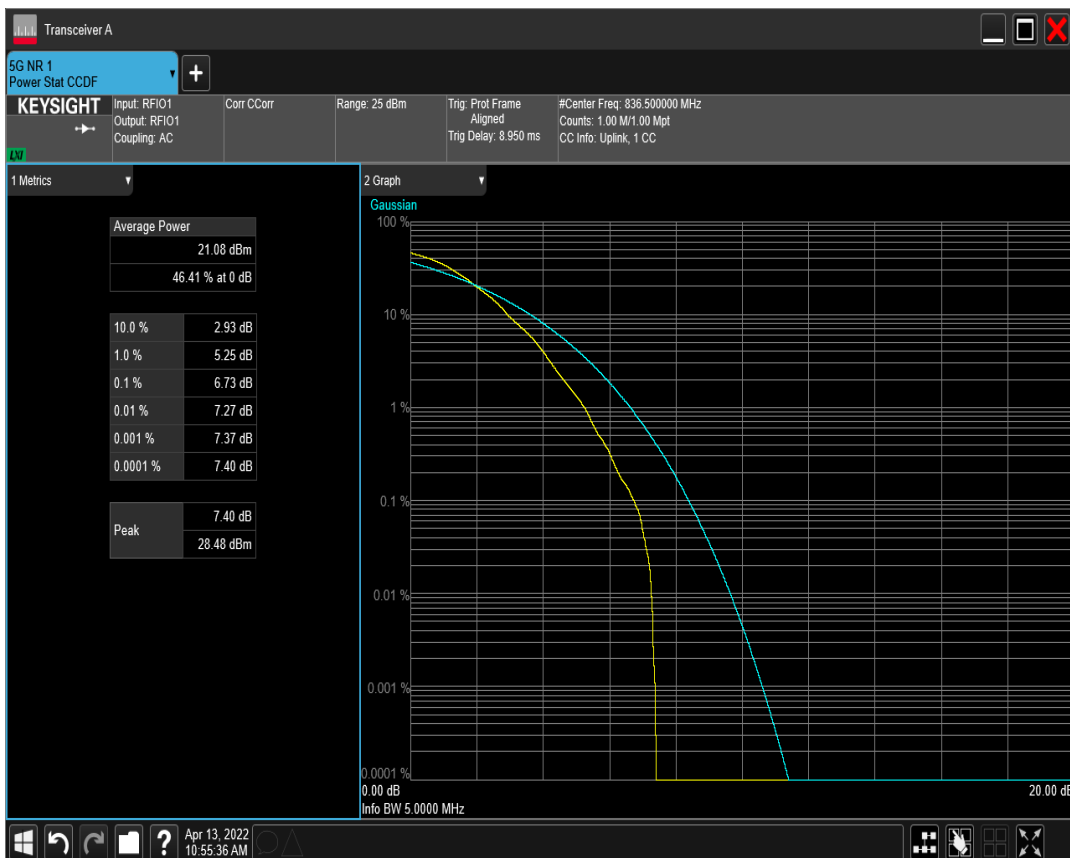 Transceiver A
5G NR 1
Power Stat CCDF
+
KEYSIGHT
LXI
Input: RFIO1
Output: RFIO1
Coupling: AC
Corr CCorr
Range: 25 dBm
Trig: Prot Frame
Aligned
Trig Delay: 8.950 ms
#Center Freq: 836.500000 MHz
Counts: 1.00 M/1.00 Mpt
CC Info: Uplink, 1 CC
1 Metrics
Average Power
21.08 dBm
46.41 % at 0 dB
10.0 % 2.93 dB
1.0 % 5.25 dB
0.1 % 6.73 dB
0.01 % 7.27 dB
0.001 % 7.37 dB
0.0001 % 7.40 dB
Peak
7.40 dB
28.48 dBm
2 Graph
Gaussian
100 %
10 %
1 %
0.1 %
0.01 %
0.001 %
0.0001 %
0.00 dB 20.00 dB
Info BW 5.0000 MHz
?
Apr 13, 2022
10:55:36 AM